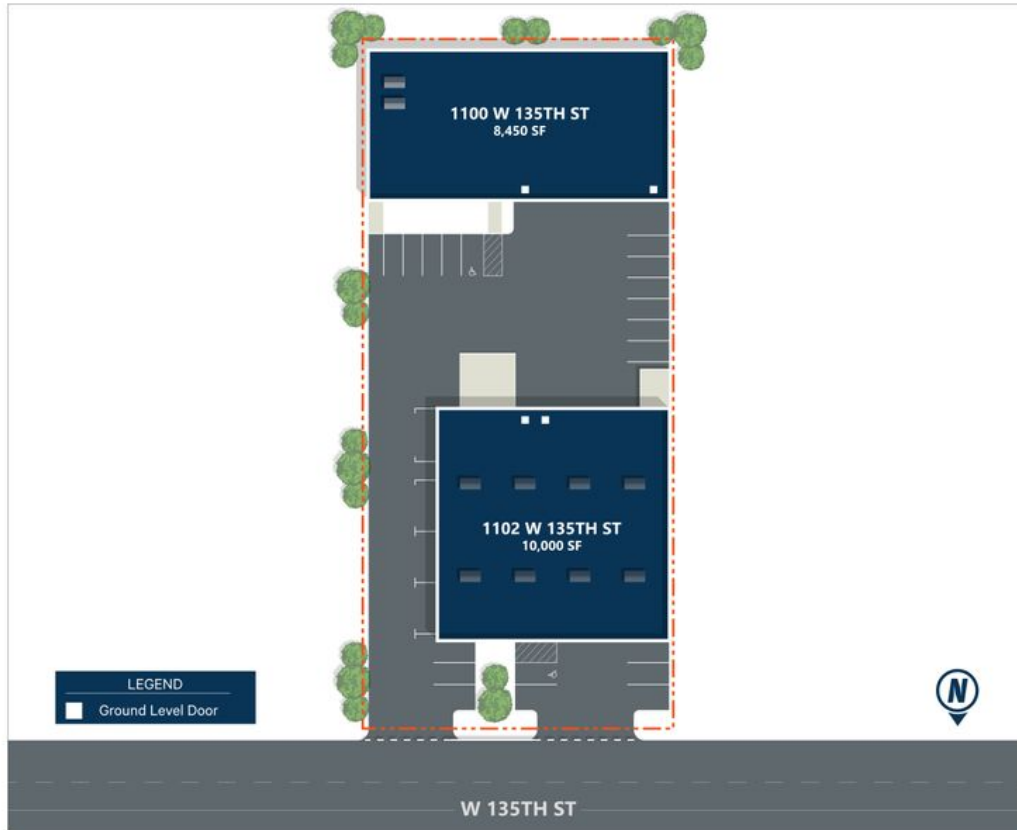 1100 W 135TH ST
8,450 SF
1102 W 135TH ST
10,000 SF
LEGEND
Ground Level Door
N
W 135TH ST